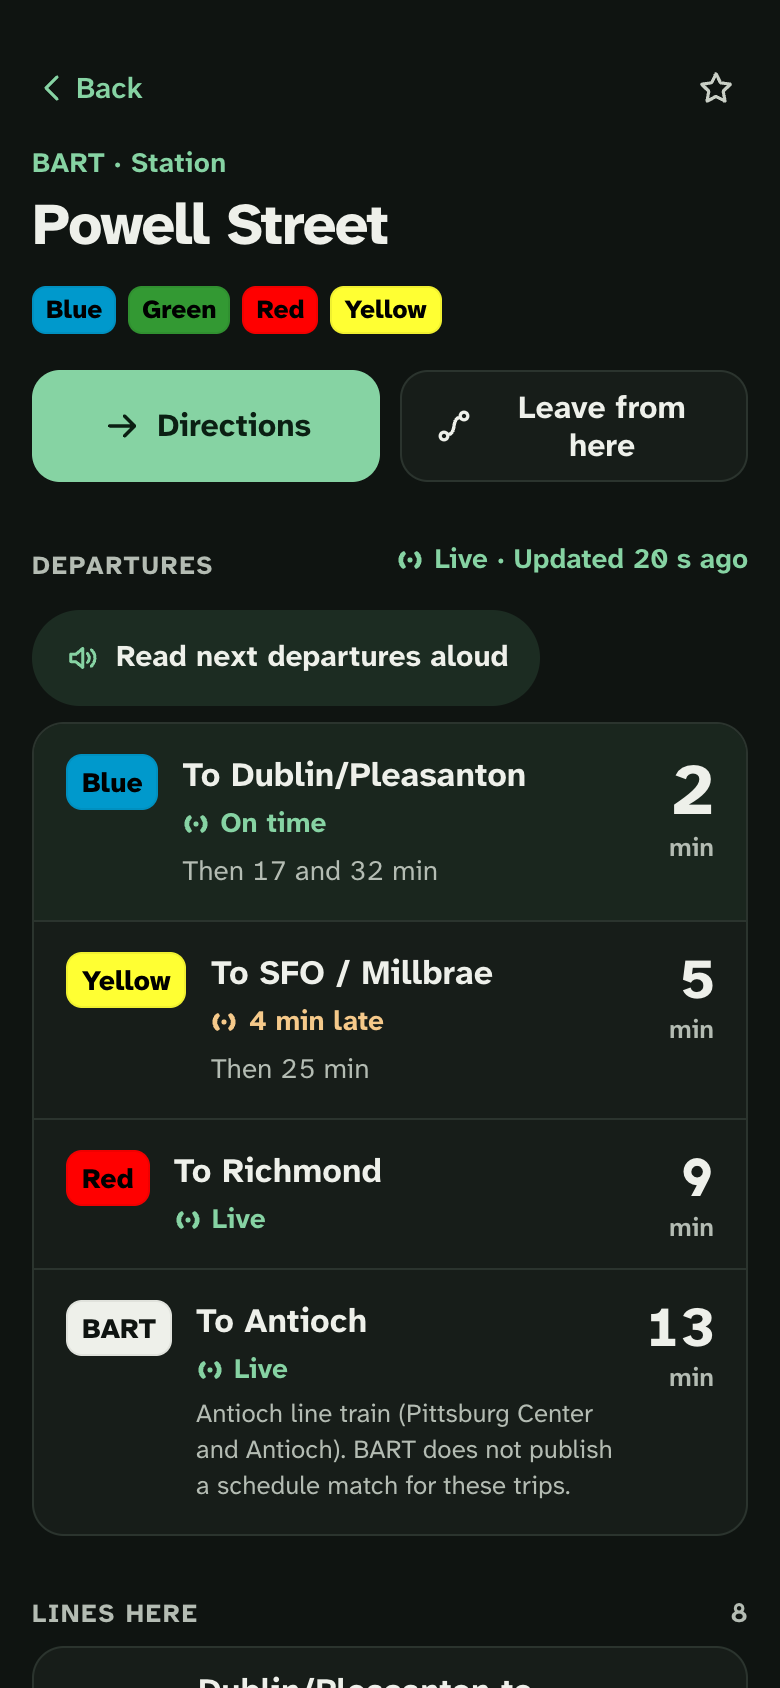 Back
BART · Station
Powell Street
Blue Green Red Yellow
Directions
Leave from
here
DEPARTURES
Live · Updated 20 s ago
Read next departures aloud
Blue
To Dublin/Pleasanton
On time
Then 17 and 32 min
2
min
Yellow
To SFO / Millbrae
4 min late
Then 25 min
5
min
Red
To Richmond
Live
9
min
BART
To Antioch
Live
Antioch line train (Pittsburg Center
and Antioch). BART does not publish
a schedule match for these trips.
13
min
LINES HERE
8
Dublin/Pleasanton to